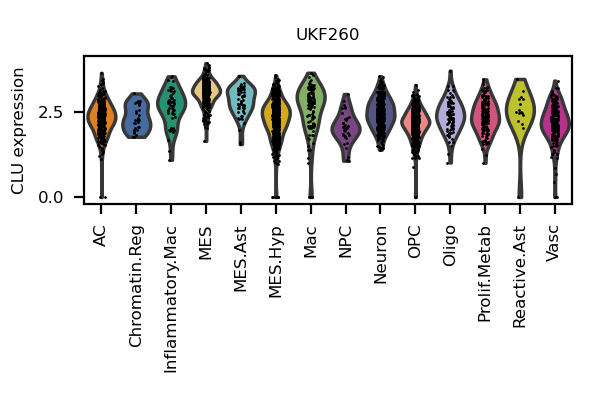 UKF260
CLU expression
2.5
0.0
AC
Chromatin.Reg
Inflammatory.Mac
MES
MES.Ast
MES.Hyp
Mac
NPC
Neuron
OPC
Oligo
Prolif.Metab
Reactive.Ast
Vasc